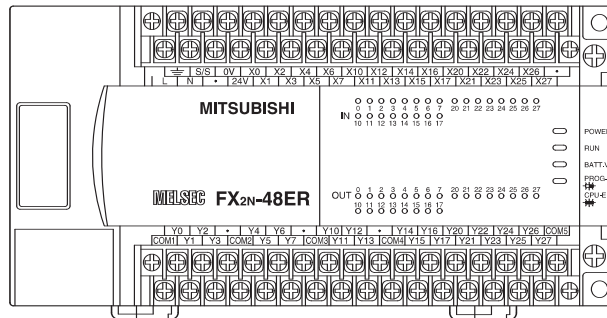 ⏚ S/S 0V X0 X2 X4 X6 X10 X12 X14 X16 X20 X22 X24 X26 •
L N • 24V X1 X3 X5 X7 X11 X13 X15 X17 X21 X23 X25 X27
MITSUBISHI
0 1 2 3 4 5 6 7 20 21 22 23 24 25 26 27
IN
10 11 12 13 14 15 16 17
POWER
RUN
BATT.V
PROG-
CPU-E
MELSEC FX2N-48ER
0 1 2 3 4 5 6 7 20 21 22 23 24 25 26 27
OUT
10 11 12 13 14 15 16 17
Y0 Y2 • Y4 Y6 • Y10 Y12 • Y14 Y16 Y20 Y22 Y24 Y26 COM5
COM1 Y1 Y3 COM2 Y5 Y7 COM3 Y11 Y13 COM4 Y15 Y17 Y21 Y23 Y25 Y27